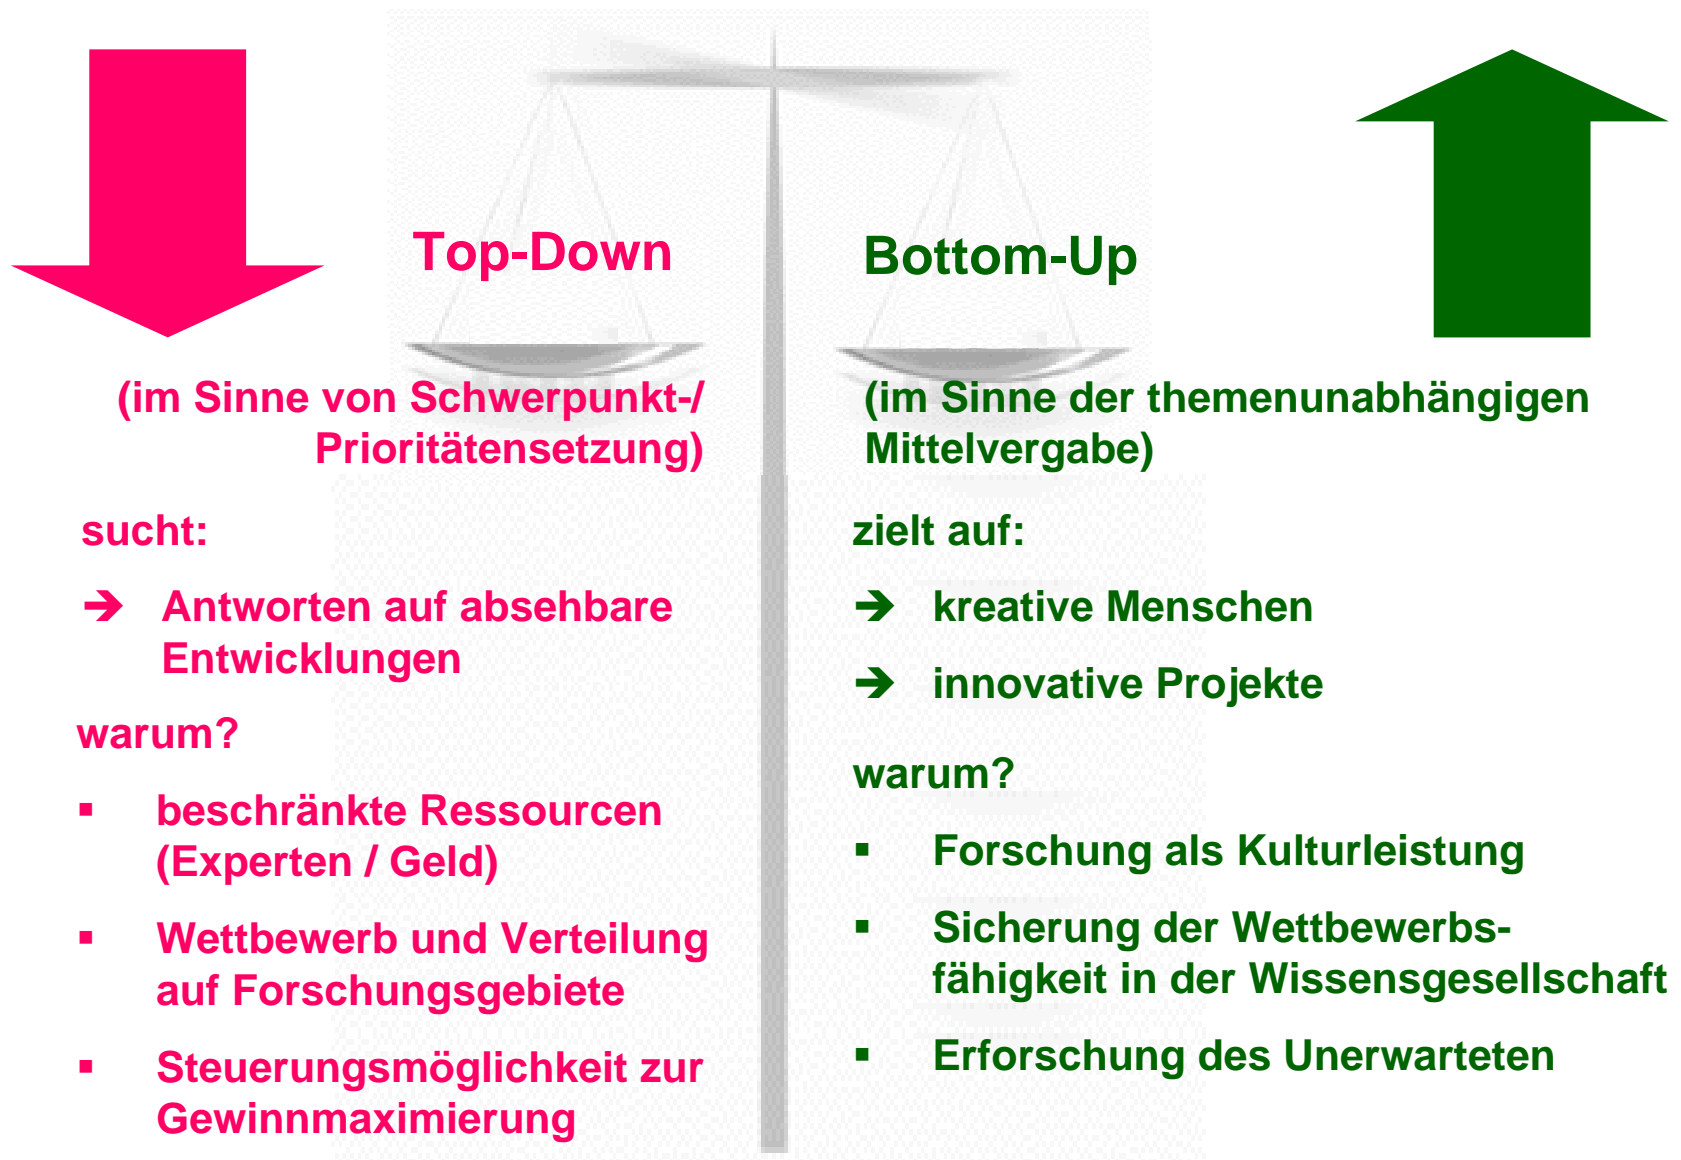 Top-Down
(im Sinne von Schwerpunkt-/
Prioritätensetzung)
sucht:
➔ Antworten auf absehbare
Entwicklungen
warum?
▪ beschränkte Ressourcen
(Experten / Geld)
▪ Wettbewerb und Verteilung
auf Forschungsgebiete
▪ Steuerungsmöglichkeit zur
Gewinnmaximierung
Bottom-Up
(im Sinne der themenunabhängigen
Mittelvergabe)
zielt auf:
➔ kreative Menschen
➔ innovative Projekte
warum?
▪ Forschung als Kulturleistung
▪ Sicherung der Wettbewerbs-
fähigkeit in der Wissensgesellschaft
▪ Erforschung des Unerwarteten